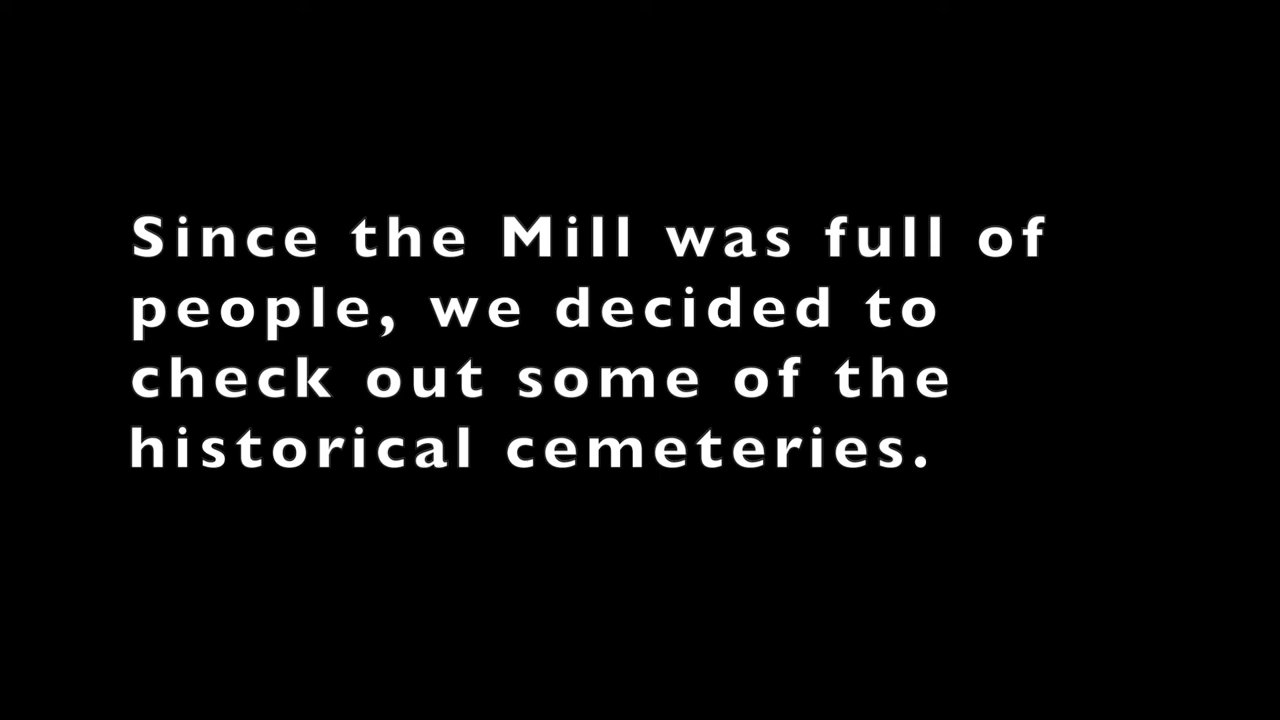 Since the Mill was full of
people, we decided to
check out some of the
historical cemeteries.